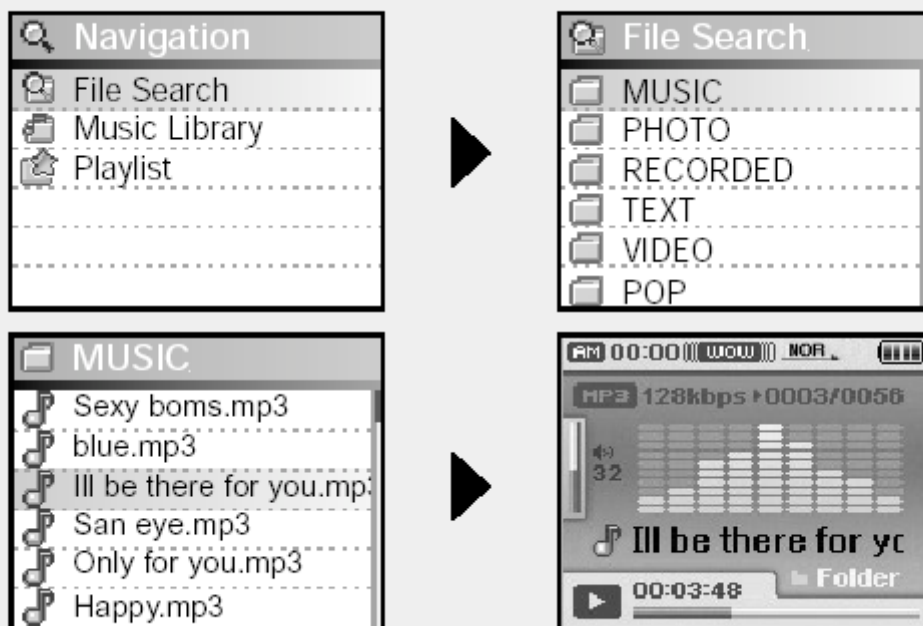 Navigation
File Search
Music Library
Playlist
File Search
MUSIC
PHOTO
RECORDED
TEXT
VIDEO
POP
MUSIC
Sexy boms.mp3
blue.mp3
Ill be there for you.mp3
San eye.mp3
Only for you.mp3
Happy.mp3
AM 00:00 WOW NOR
MP3 128kbps 0003/0056
32
Ill be there for yo
Folder
00:03:48